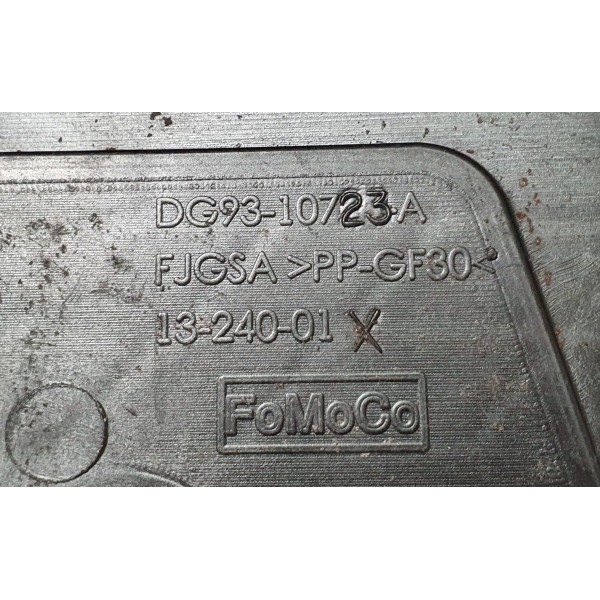 DG93-10723-A
FJGSA >PP-GF30<
13-240-01 X
FoMoCo